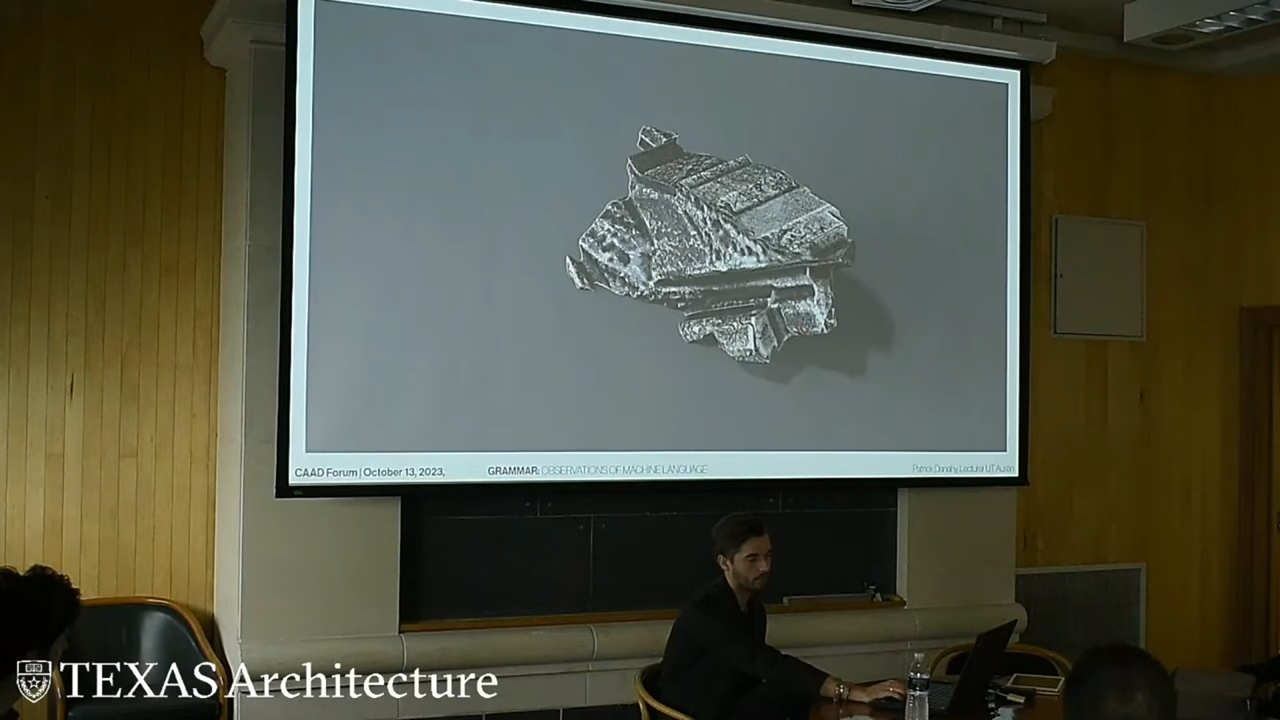 CAAD Forum | October 13, 2023,
GRAMMAR: OBSERVATIONS OF MACHINE LANGUAGE
Patrick Danahy, Lecturer UT Austin
TEXAS Architecture